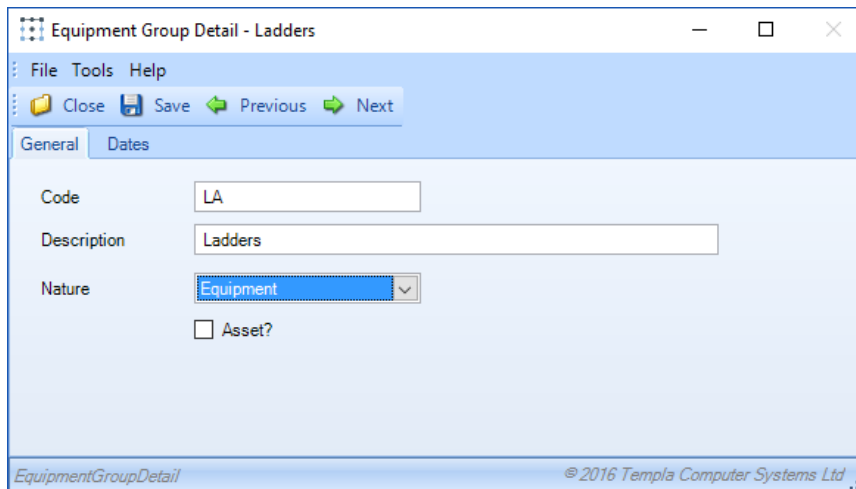 Equipment Group Detail - Ladders
File Tools Help
Close Save Previous Next
General Dates
Code LA
Description Ladders
Nature Equipment
Asset?
EquipmentGroupDetail © 2016 Templa Computer Systems Ltd